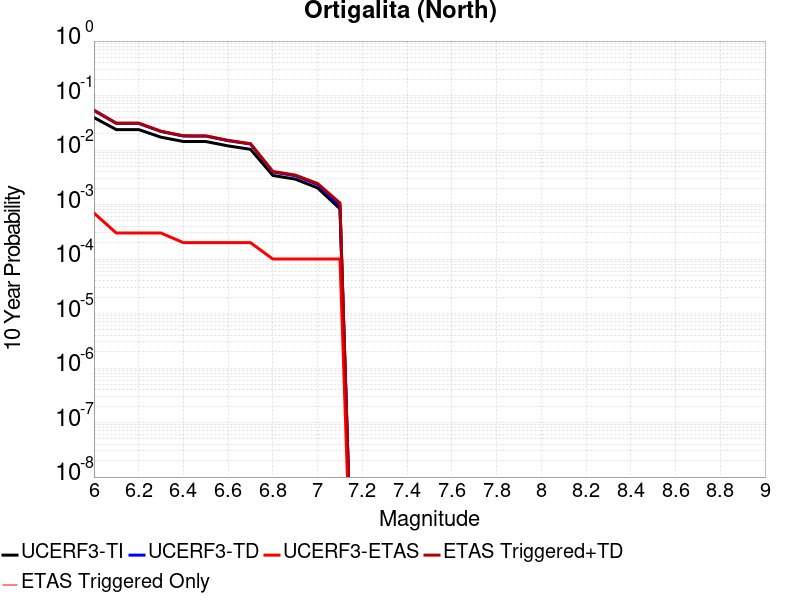 Ortigalita (North)
10 0
10 -1
10 -2
10 -3
10 -4
10 -5
10 -6
10 -7
10 -8
10 Year Probability
6 6.2 6.4 6.6 6.8 7 7.2 7.4 7.6 7.8 8 8.2 8.4 8.6 8.8 9
Magnitude
UCERF3-TI UCERF3-TD UCERF3-ETAS ETAS Triggered+TD
ETAS Triggered Only